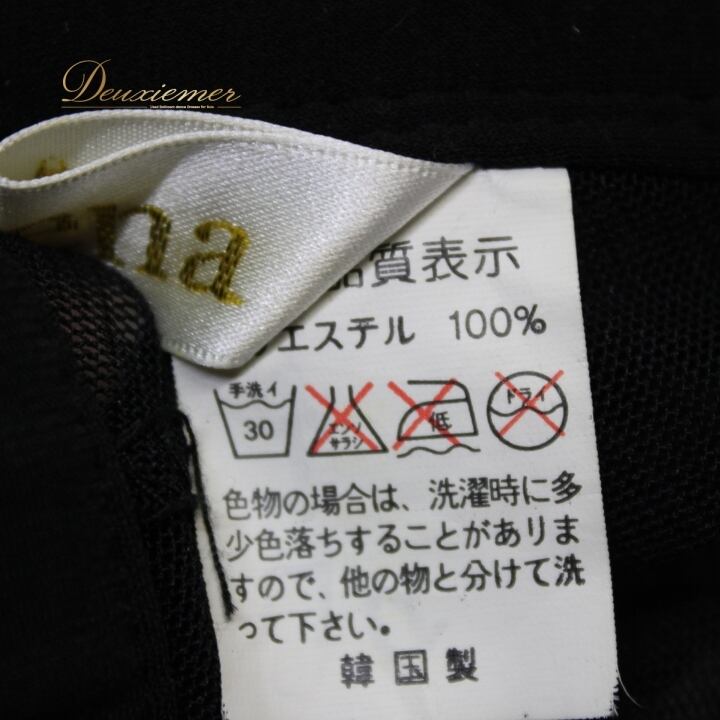 Deuxiemer
na
品質表示
エステル 100%
手洗イ
30
エンソ
サラシ
低
ドライ
色物の場合は、洗濯時に多
少色落ちすることがありま
すので、他の物と分けて洗
って下さい。
韓国製